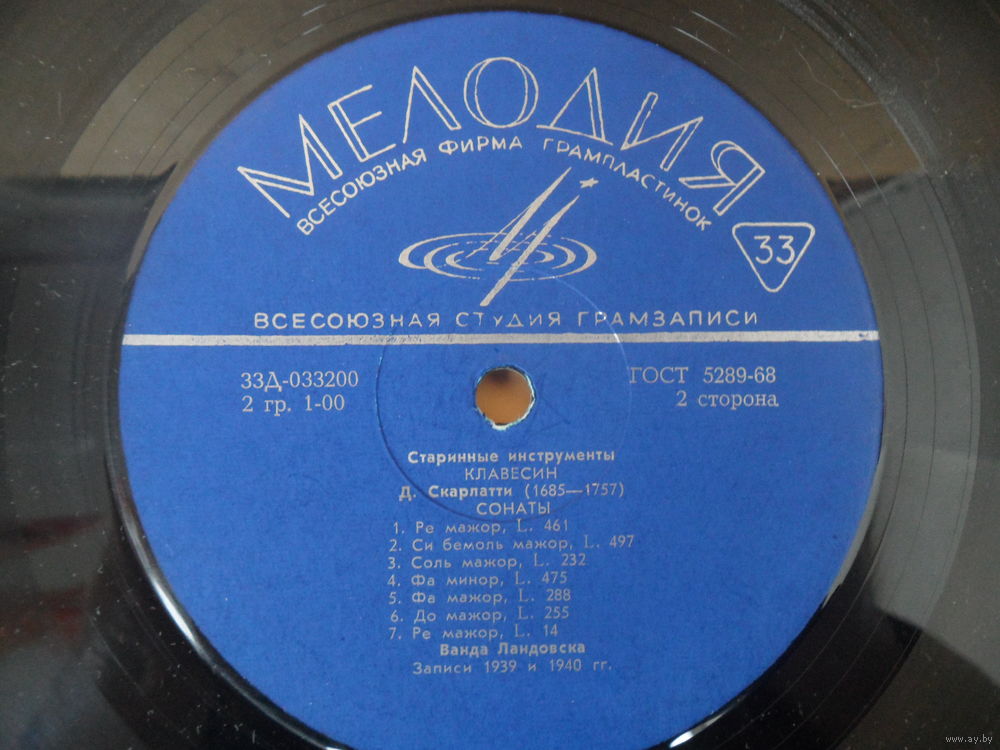 МЕЛОДИЯ
ВСЕСОЮЗНАЯ ФИРМА ГРАМПЛАСТИНОК
33
ВСЕСОЮЗНАЯ СТУДИЯ ГРАМЗАПИСИ
33Д-033200
ГОСТ 5289-68
2 гр. 1-00
2 сторона
Старинные инструменты
КЛАВЕСИН
Д. Скарлатти (1685—1757)
СОНАТЫ
1. Ре мажор, L. 461
2. Си бемоль мажор, L. 497
3. Соль мажор, L. 232
4. Фа минор, L. 475
5. Фа мажор, L. 288
6. До мажор, L. 255
7. Ре мажор, L. 14
Ванда Ландовска
Записи 1939 и 1940 гг.
www.ay.by